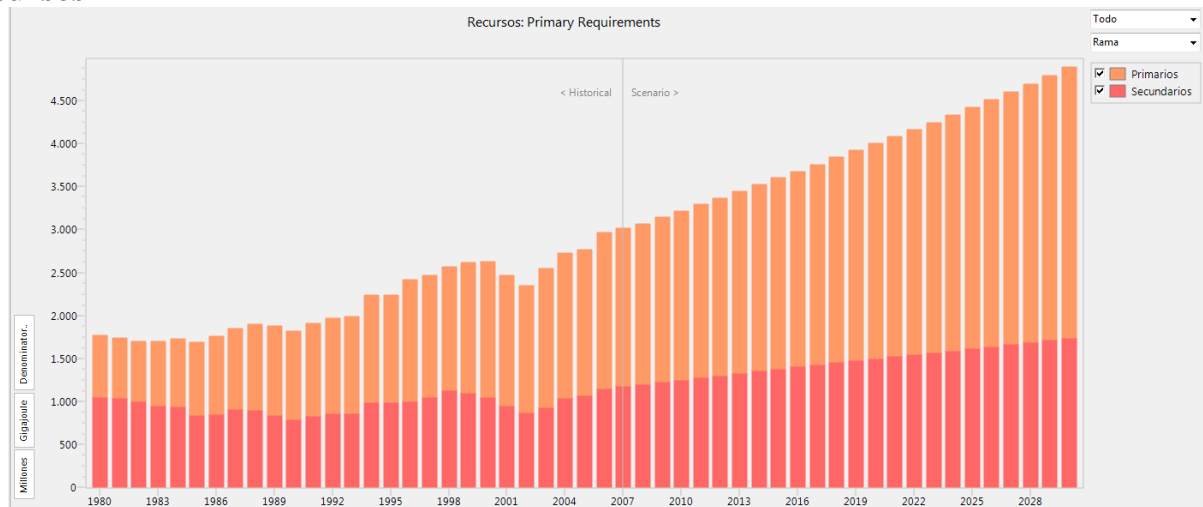 Recursos: Primary Requirements
Todo
Rama
Primarios
Secundarios
< Historical
Scenario >
4.500
4.000
3.500
3.000
2.500
2.000
1.500
1.000
500
0
Denominator..
Gigajoule
Millones
1980 1983 1986 1989 1992 1995 1998 2001 2004 2007 2010 2013 2016 2019 2022 2025 2028